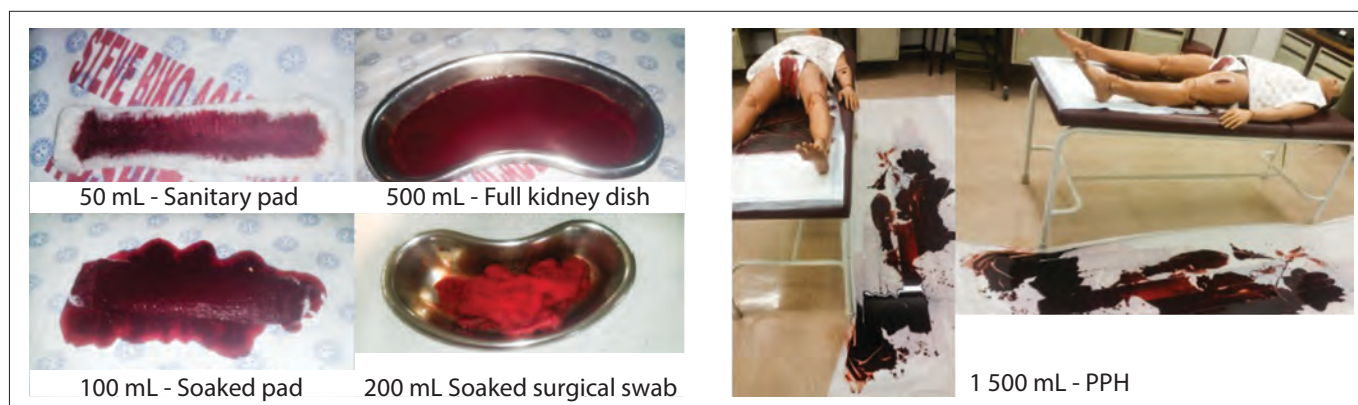 STEVE BIKO ACA
50 mL - Sanitary pad
500 mL - Full kidney dish
100 mL - Soaked pad
200 mL Soaked surgical swab
1 500 mL - PPH